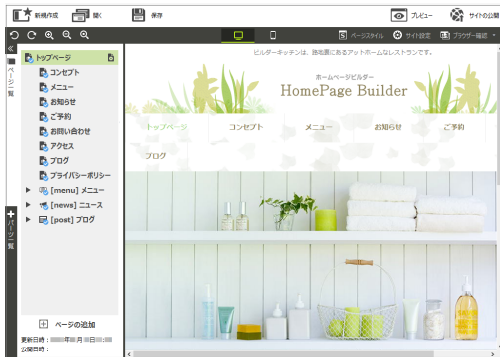 新規作成
開く
保存
プレビュー
サイトの公開
ページスタイル
サイト設定
ブラウザー確認
ページ一覧
パーツ一覧
トップページ
コンセプト
メニュー
お知らせ
ご予約
お問い合わせ
アクセス
ブログ
プライバシーポリシー
[menu] メニュー
[news] ニュース
[post] ブログ
ページの追加
更新日時 : 年 月 日
公開日時 :
ビルダーキッチンは、路地裏にあるアットホームなレストランです。
ホームページビルダー
HomePage Builder
トップページ
コンセプト
メニュー
お知らせ
ご予約
ブログ